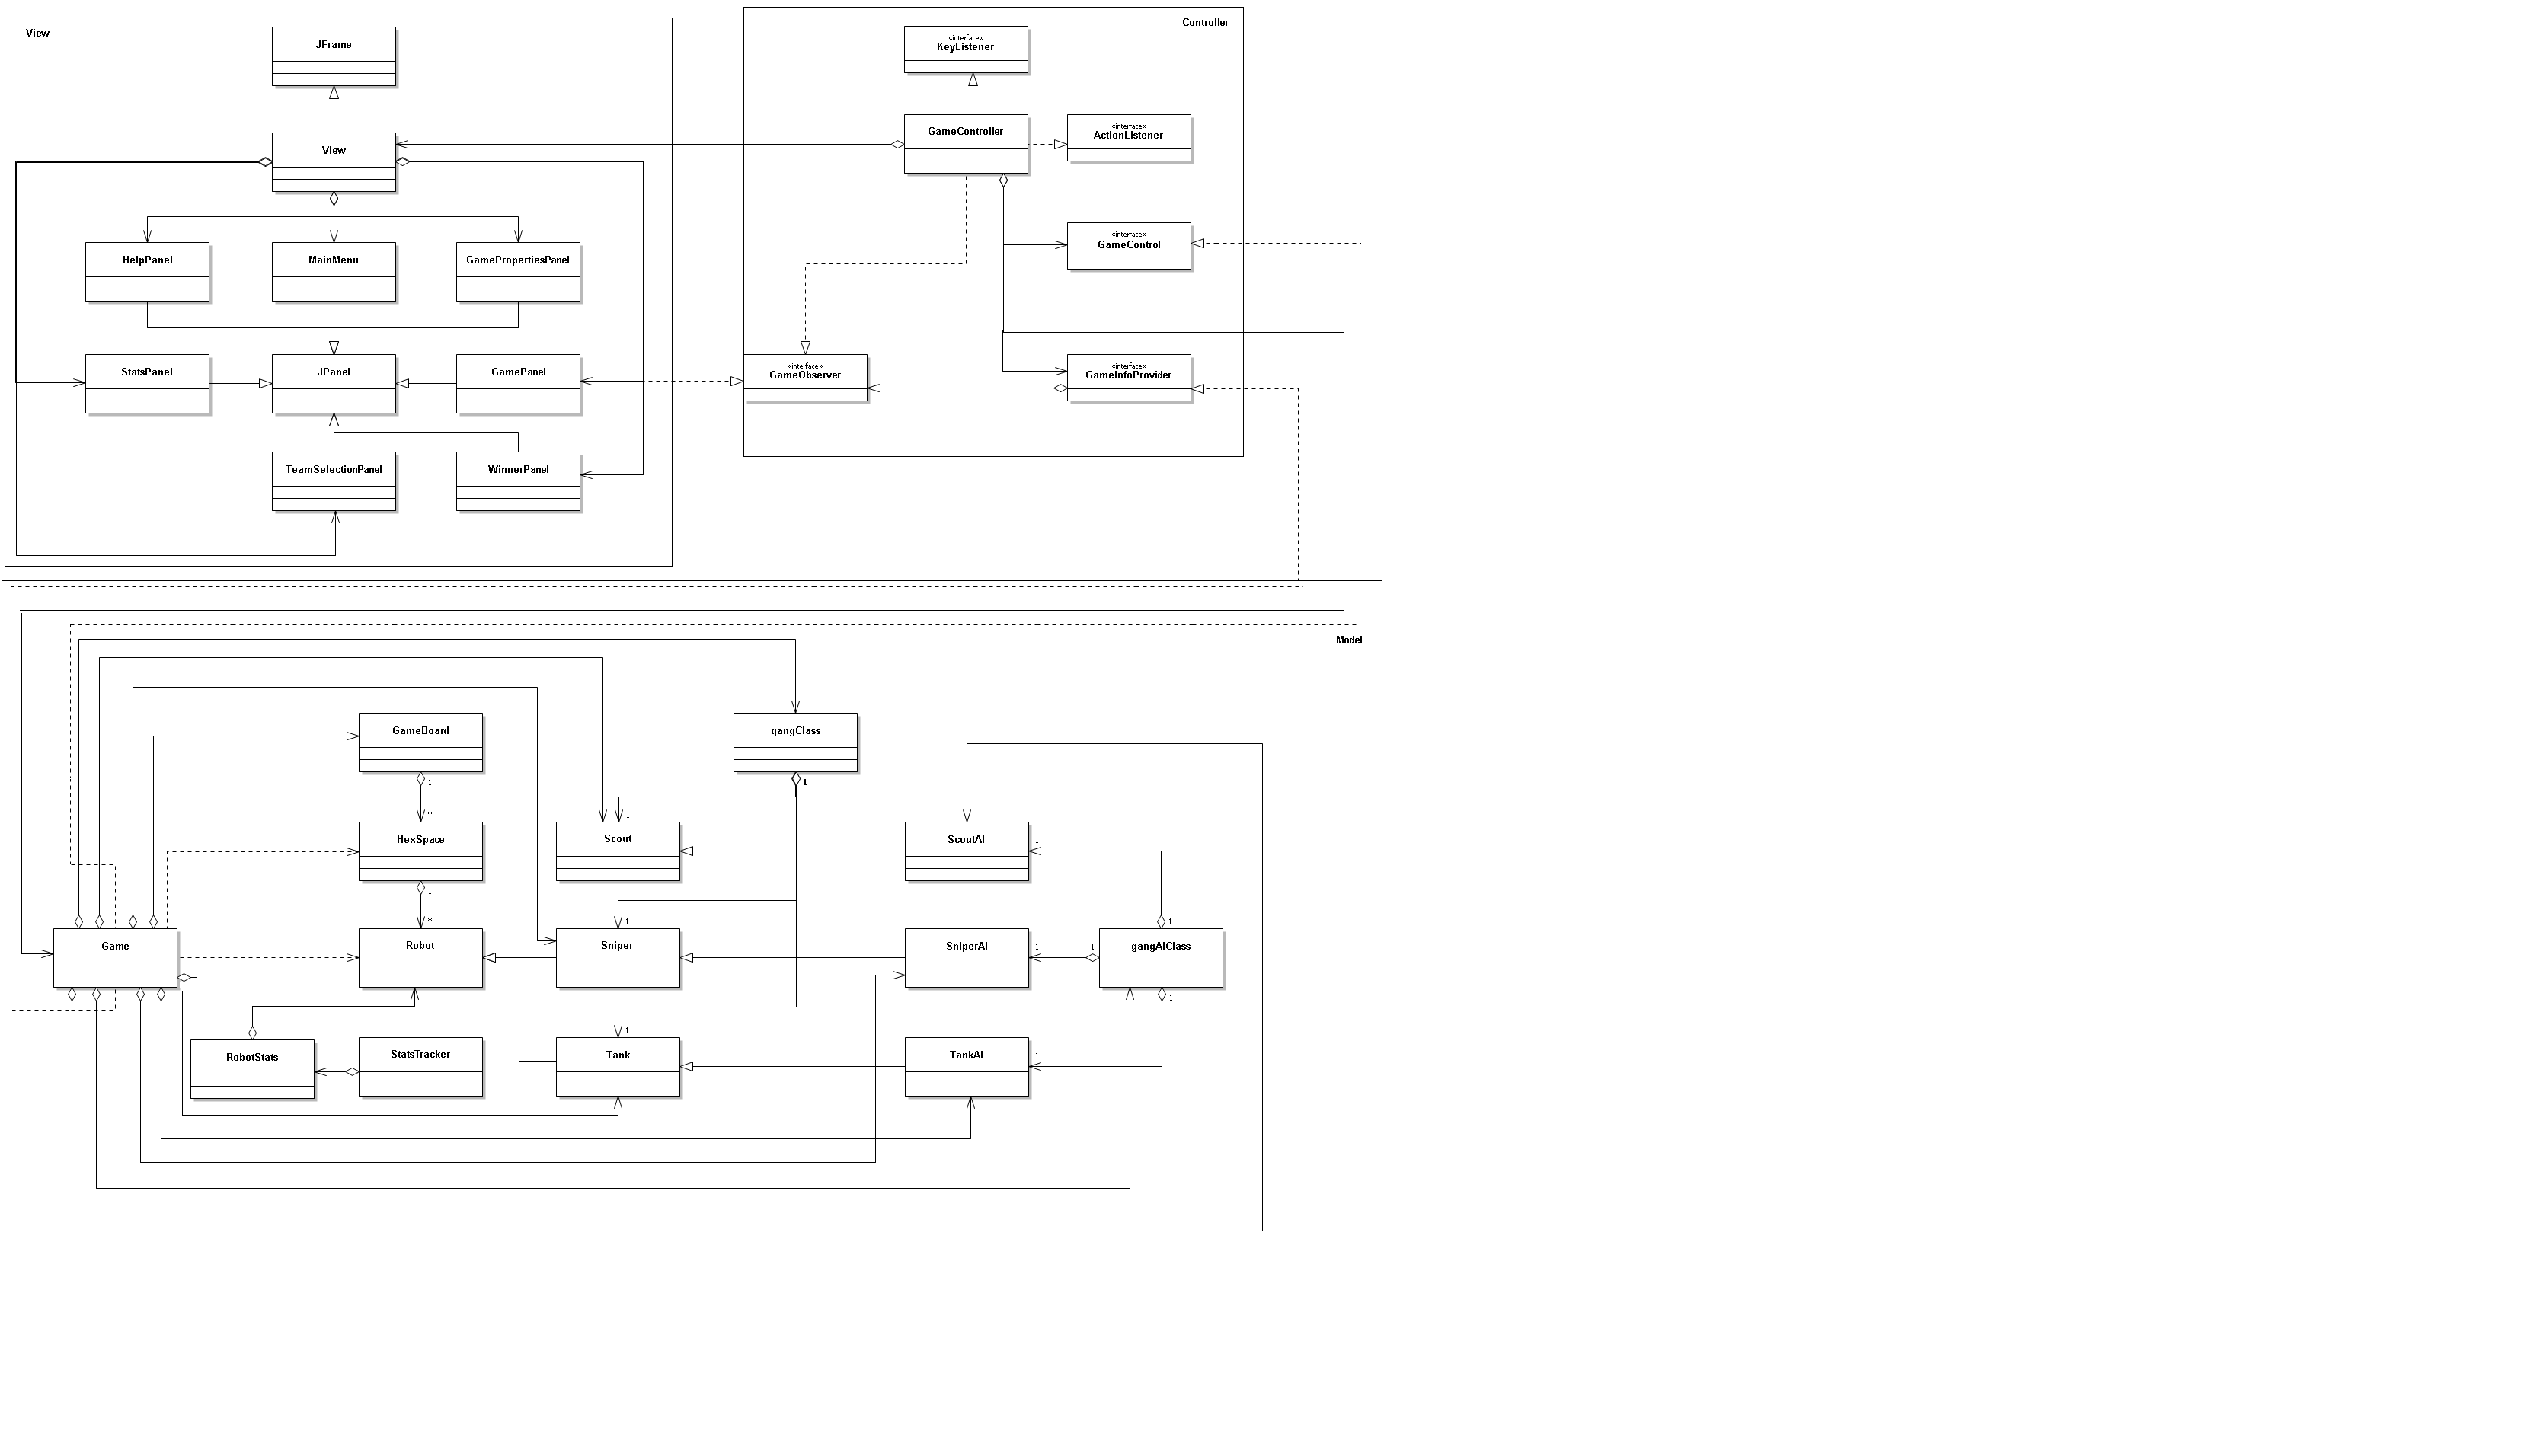 View
JFrame
View
HelpPanel
MainMenu
GamePropertiesPanel
StatsPanel
JPanel
GamePanel
TeamSelectionPanel
WinnerPanel
Controller
«interface»
KeyListener
GameController
«interface»
ActionListener
«interface»
GameControl
«interface»
GameObserver
«interface»
GameInfoProvider
Model
GameBoard
1
*
gangClass
1
HexSpace
1
*
1
Scout
ScoutAI
1
Game
Robot
1
Sniper
SniperAI
1
1
1
gangAIClass
1
RobotStats
StatsTracker
1
Tank
TankAI
1